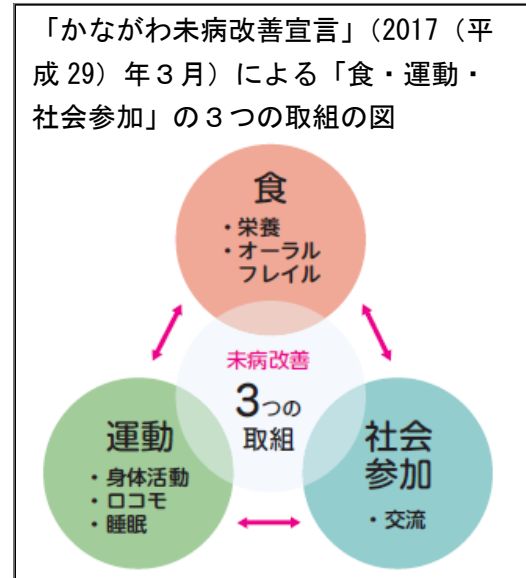 「かながわ未病改善宣言」(2017（平
成 29）年３月）による「食・運動・
社会参加」の３つの取組の図
食
・栄養
・オーラル
フレイル
未病改善
3つの
取組
運動
・身体活動
・ロコモ
・睡眠
社会
参加
・交流